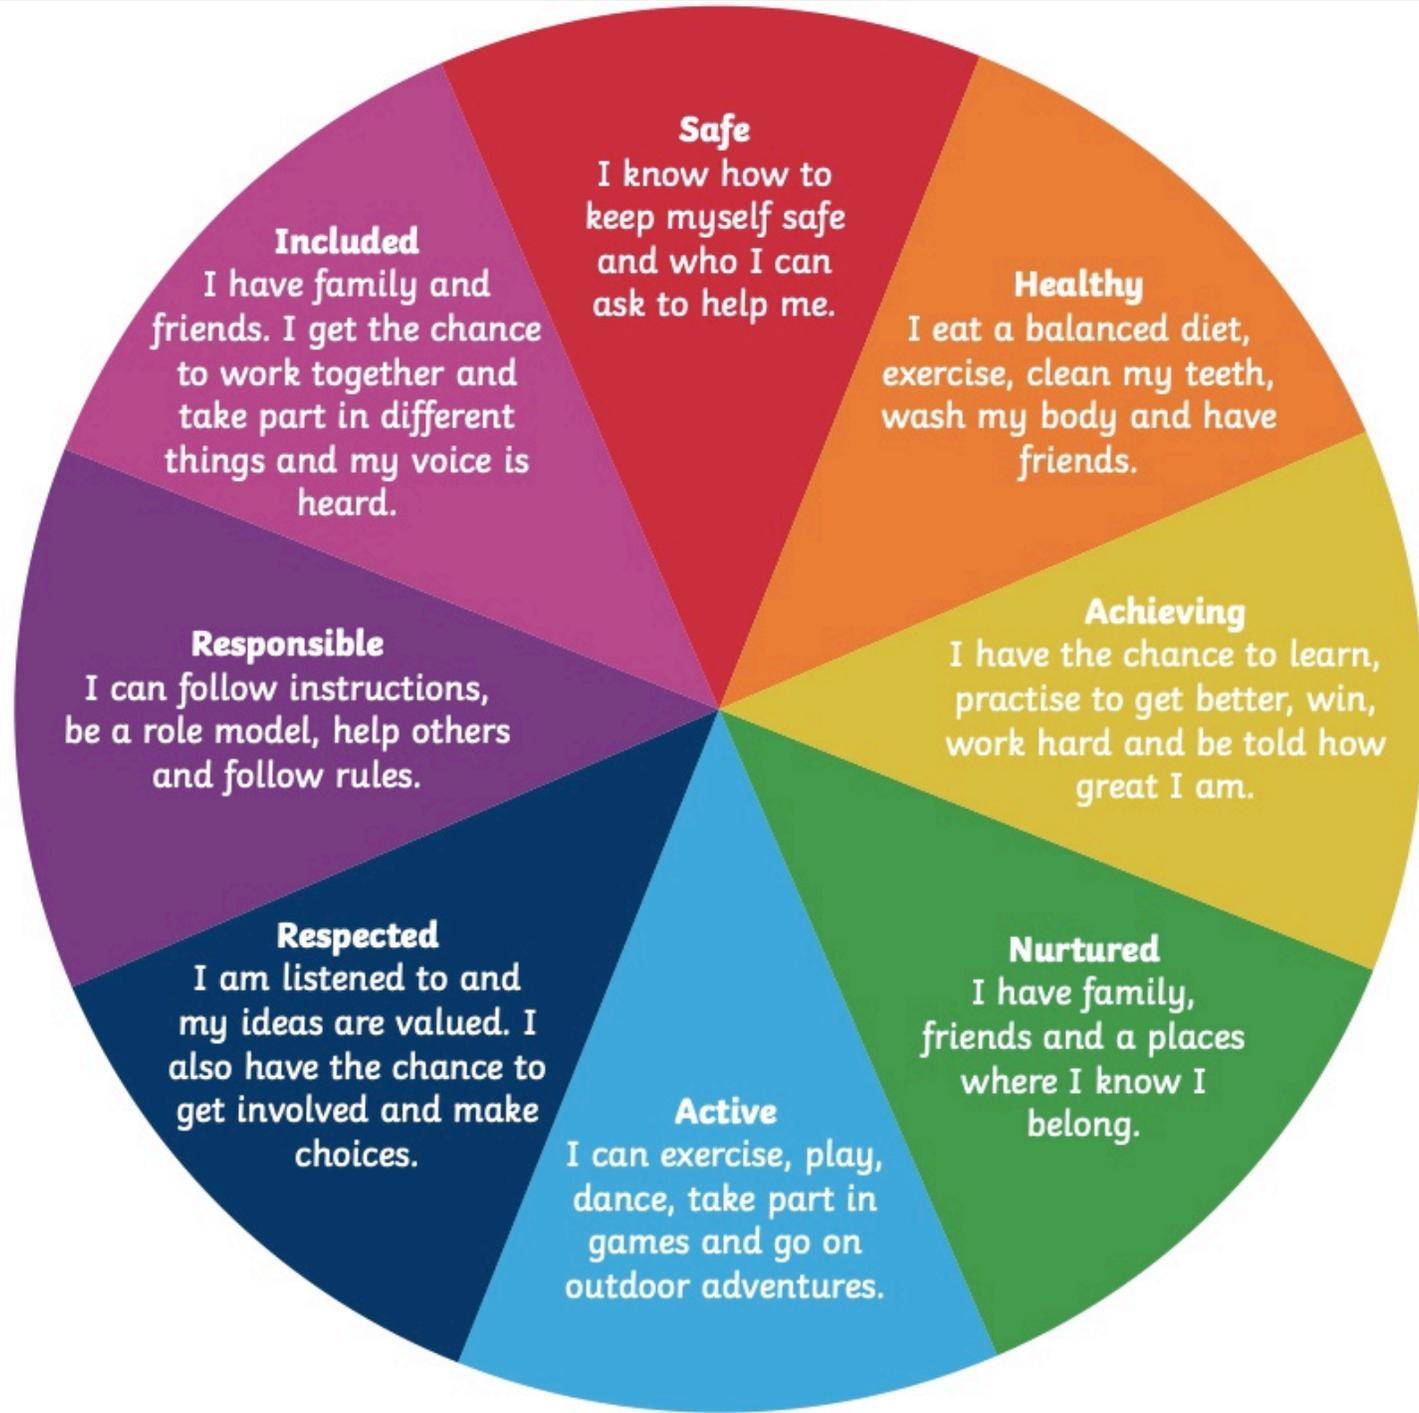 Safe
I know how to
keep myself safe
and who I can
ask to help me.
Healthy
I eat a balanced diet,
exercise, clean my teeth,
wash my body and have
friends.
Achieving
I have the chance to learn,
practise to get better, win,
work hard and be told how
great I am.
Nurtured
I have family,
friends and a places
where I know I
belong.
Active
I can exercise, play,
dance, take part in
games and go on
outdoor adventures.
Respected
I am listened to and
my ideas are valued. I
also have the chance to
get involved and make
choices.
Responsible
I can follow instructions,
be a role model, help others
and follow rules.
Included
I have family and
friends. I get the chance
to work together and
take part in different
things and my voice is
heard.